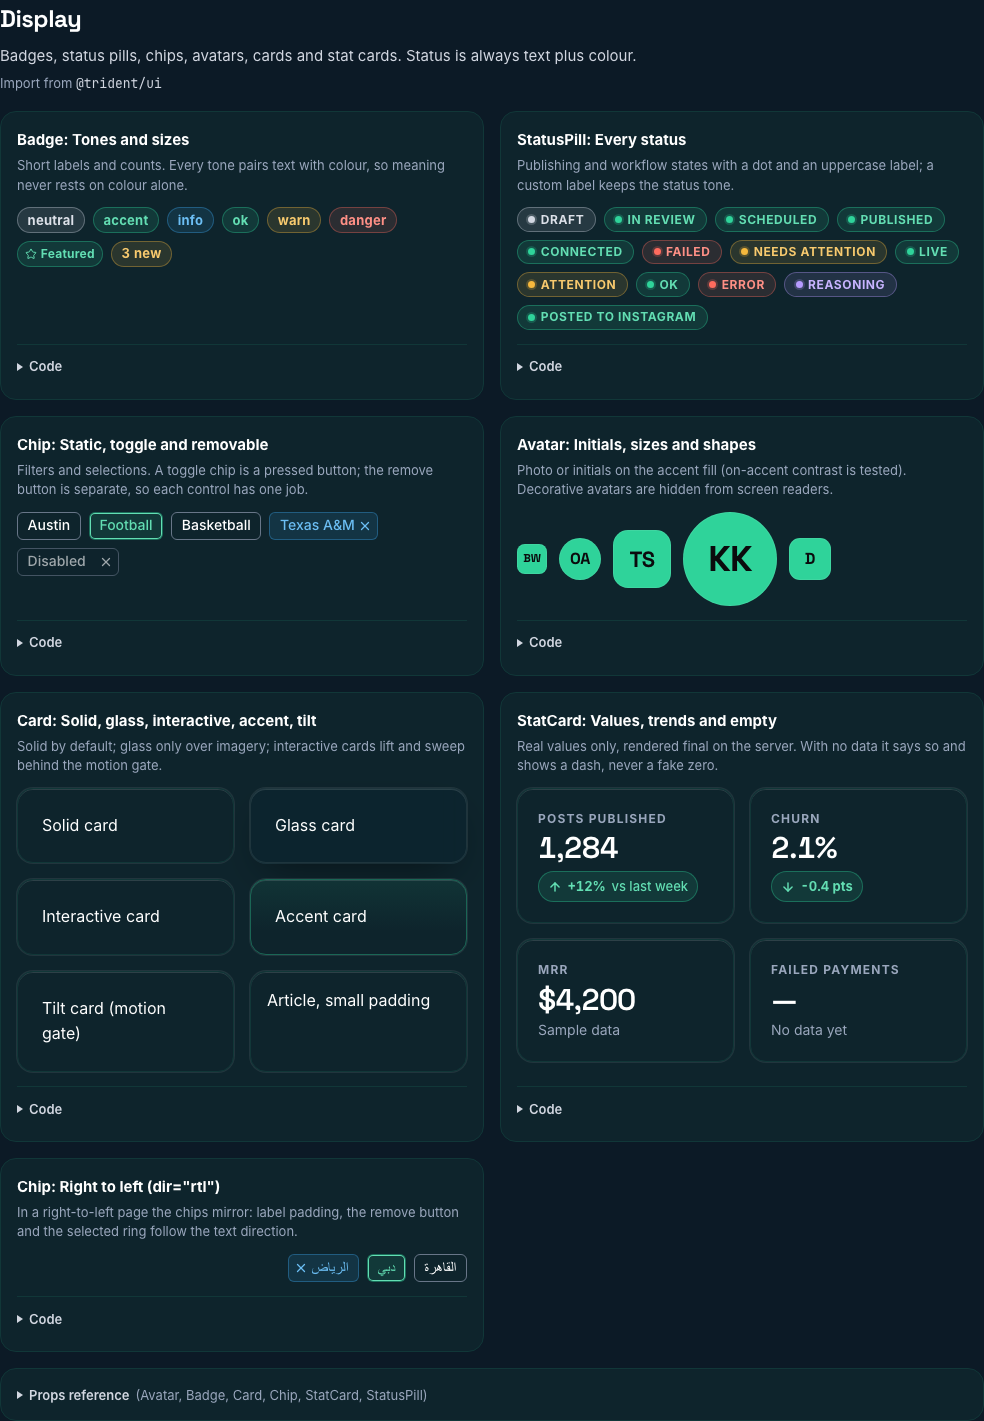 Display
Badges, status pills, chips, avatars, cards and stat cards. Status is always text plus colour.
Import from @trident/ui
Badge: Tones and sizes
Short labels and counts. Every tone pairs text with colour, so meaning
never rests on colour alone.
neutral accent info ok warn danger
Featured 3 new
Code
StatusPill: Every status
Publishing and workflow states with a dot and an uppercase label; a
custom label keeps the status tone.
DRAFT IN REVIEW SCHEDULED PUBLISHED
CONNECTED FAILED NEEDS ATTENTION LIVE
ATTENTION OK ERROR REASONING
POSTED TO INSTAGRAM
Code
Chip: Static, toggle and removable
Filters and selections. A toggle chip is a pressed button; the remove
button is separate, so each control has one job.
Austin Football Basketball Texas A&M ×
Disabled ×
Code
Avatar: Initials, sizes and shapes
Photo or initials on the accent fill (on-accent contrast is tested).
Decorative avatars are hidden from screen readers.
BW OA TS KK D
Code
Card: Solid, glass, interactive, accent, tilt
Solid by default; glass only over imagery; interactive cards lift and sweep
behind the motion gate.
Solid card Glass card
Interactive card Accent card
Tilt card (motion
gate)
Article, small padding
Code
StatCard: Values, trends and empty
Real values only, rendered final on the server. With no data it says so and
shows a dash, never a fake zero.
POSTS PUBLISHED
1,284
↑ +12% vs last week
CHURN
2.1%
↓ -0.4 pts
MRR
$4,200
Sample data
FAILED PAYMENTS
—
No data yet
Code
Chip: Right to left (dir="rtl")
In a right-to-left page the chips mirror: label padding, the remove button
and the selected ring follow the text direction.
القاهرة دبي الرياض ×
Code
Props reference (Avatar, Badge, Card, Chip, StatCard, StatusPill)